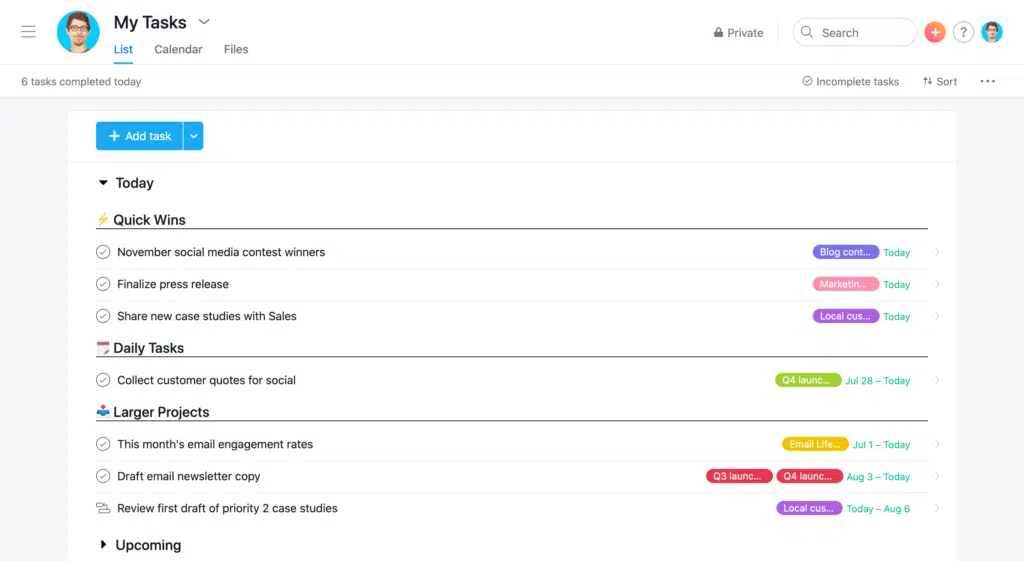 My Tasks
List Calendar Files
Private
Search
?
6 tasks completed today
Incomplete tasks Sort
Add task
Today
⚡ Quick Wins
November social media contest winners Blog cont... Today
Finalize press release Marketin... Today
Share new case studies with Sales Local cus... Today
Daily Tasks
Collect customer quotes for social Q4 launc... Jul 28 – Today
Larger Projects
This month's email engagement rates Email Life... Jul 1 – Today
Draft email newsletter copy Q3 launc... Q4 launc... Aug 3 – Today
Review first draft of priority 2 case studies Local cus... Today – Aug 6
Upcoming